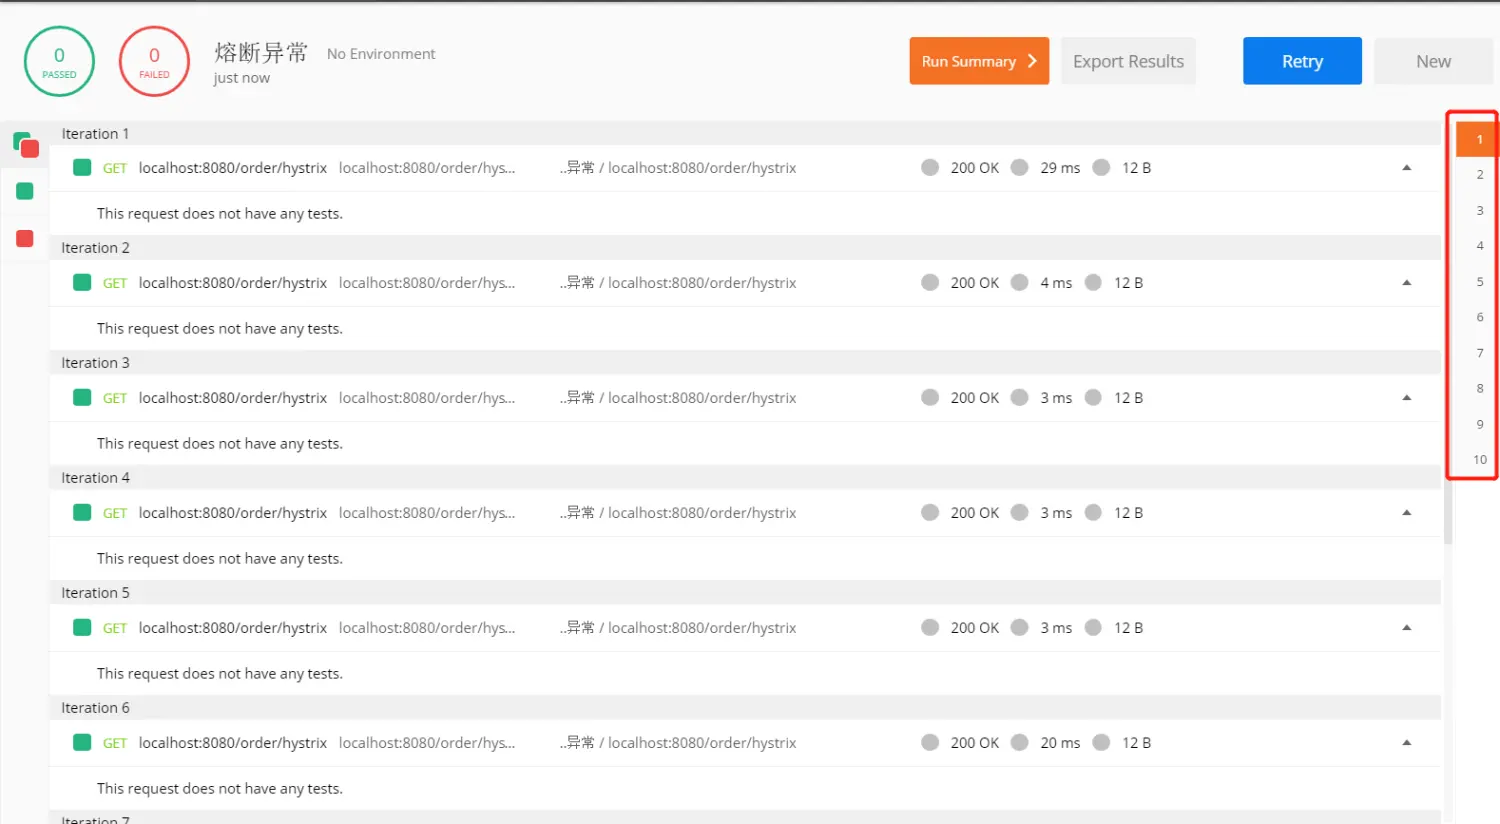 0 PASSED
0 FAILED
熔断异常 No Environment
just now
Run Summary
Export Results
Retry
New
Iteration 1
GET localhost:8080/order/hystrix localhost:8080/order/hys... ..异常 / localhost:8080/order/hystrix 200 OK 29 ms 12 B
This request does not have any tests.
Iteration 2
GET localhost:8080/order/hystrix localhost:8080/order/hys... ..异常 / localhost:8080/order/hystrix 200 OK 4 ms 12 B
This request does not have any tests.
Iteration 3
GET localhost:8080/order/hystrix localhost:8080/order/hys... ..异常 / localhost:8080/order/hystrix 200 OK 3 ms 12 B
This request does not have any tests.
Iteration 4
GET localhost:8080/order/hystrix localhost:8080/order/hys... ..异常 / localhost:8080/order/hystrix 200 OK 3 ms 12 B
This request does not have any tests.
Iteration 5
GET localhost:8080/order/hystrix localhost:8080/order/hys... ..异常 / localhost:8080/order/hystrix 200 OK 3 ms 12 B
This request does not have any tests.
Iteration 6
GET localhost:8080/order/hystrix localhost:8080/order/hys... ..异常 / localhost:8080/order/hystrix 200 OK 20 ms 12 B
This request does not have any tests.
Iteration 7
1
2
3
4
5
6
7
8
9
10